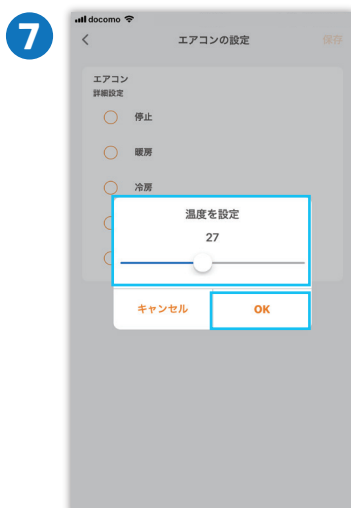 7
docomo
エアコンの設定 保存
エアコン
詳細設定
停止
暖房
冷房
温度を設定
27
キャンセル OK